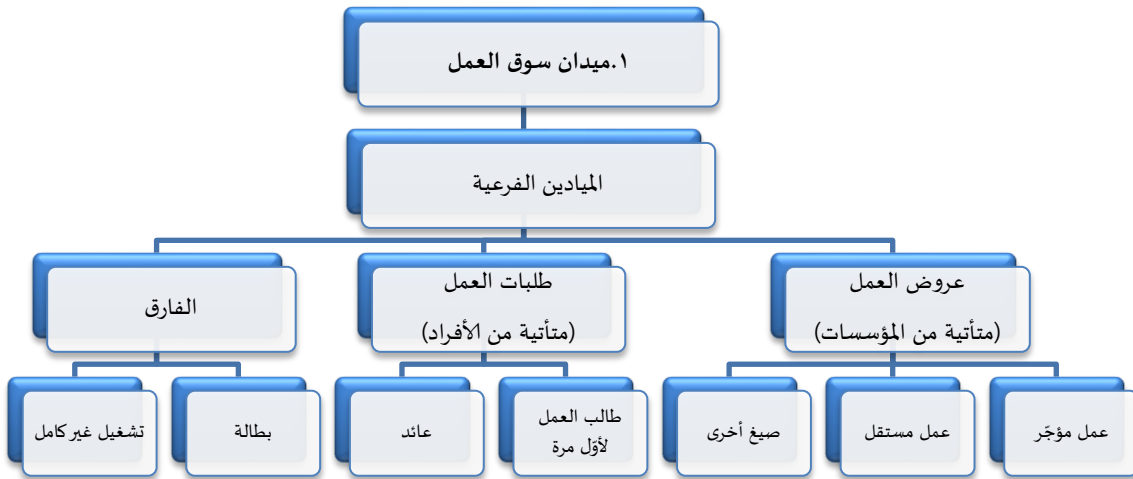 ١.ميدان سوق العمل
الميادين الفرعية
عروض العمل
(متأتية من المؤسسات)
طلبات العمل
(متأتية من الأفراد)
الفارق
عمل مؤجّر
عمل مستقل
صيغ أخرى
طالب العمل
لأوّل مرة
عائد
بطالة
تشغيل غير كامل